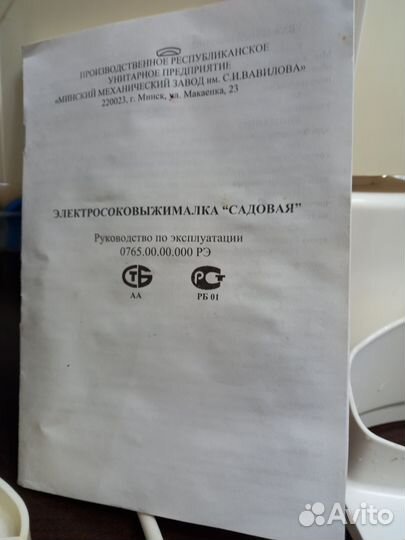 ПРОИЗВОДСТВЕННОЕ РЕСПУБЛИКАНСКОЕ
УНИТАРНОЕ ПРЕДПРИЯТИЕ
«МИНСКИЙ МЕХАНИЧЕСКИЙ ЗАВОД им. С.И.ВАВИЛОВА»
220023, г. Минск, ул. Макаенка, 23
ЭЛЕКТРОСОКОВЫЖИМАЛКА “САДОВАЯ”
Руководство по эксплуатации
0765.00.00.000 РЭ
СТБ РСТ
АА РБ 01
Avito